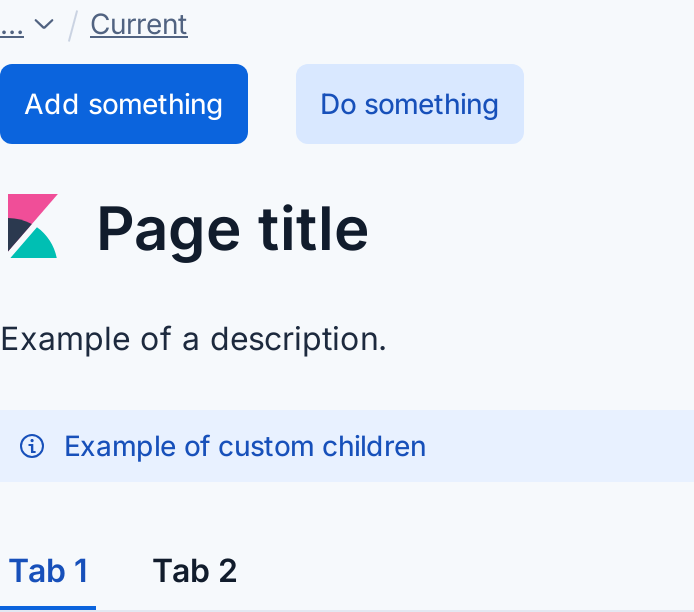 ... / Current
Add something Do something
Page title
Example of a description.
Example of custom children
Tab 1 Tab 2